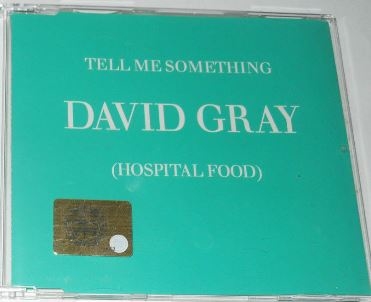 TELL ME SOMETHING
DAVID GRAY
(HOSPITAL FOOD)